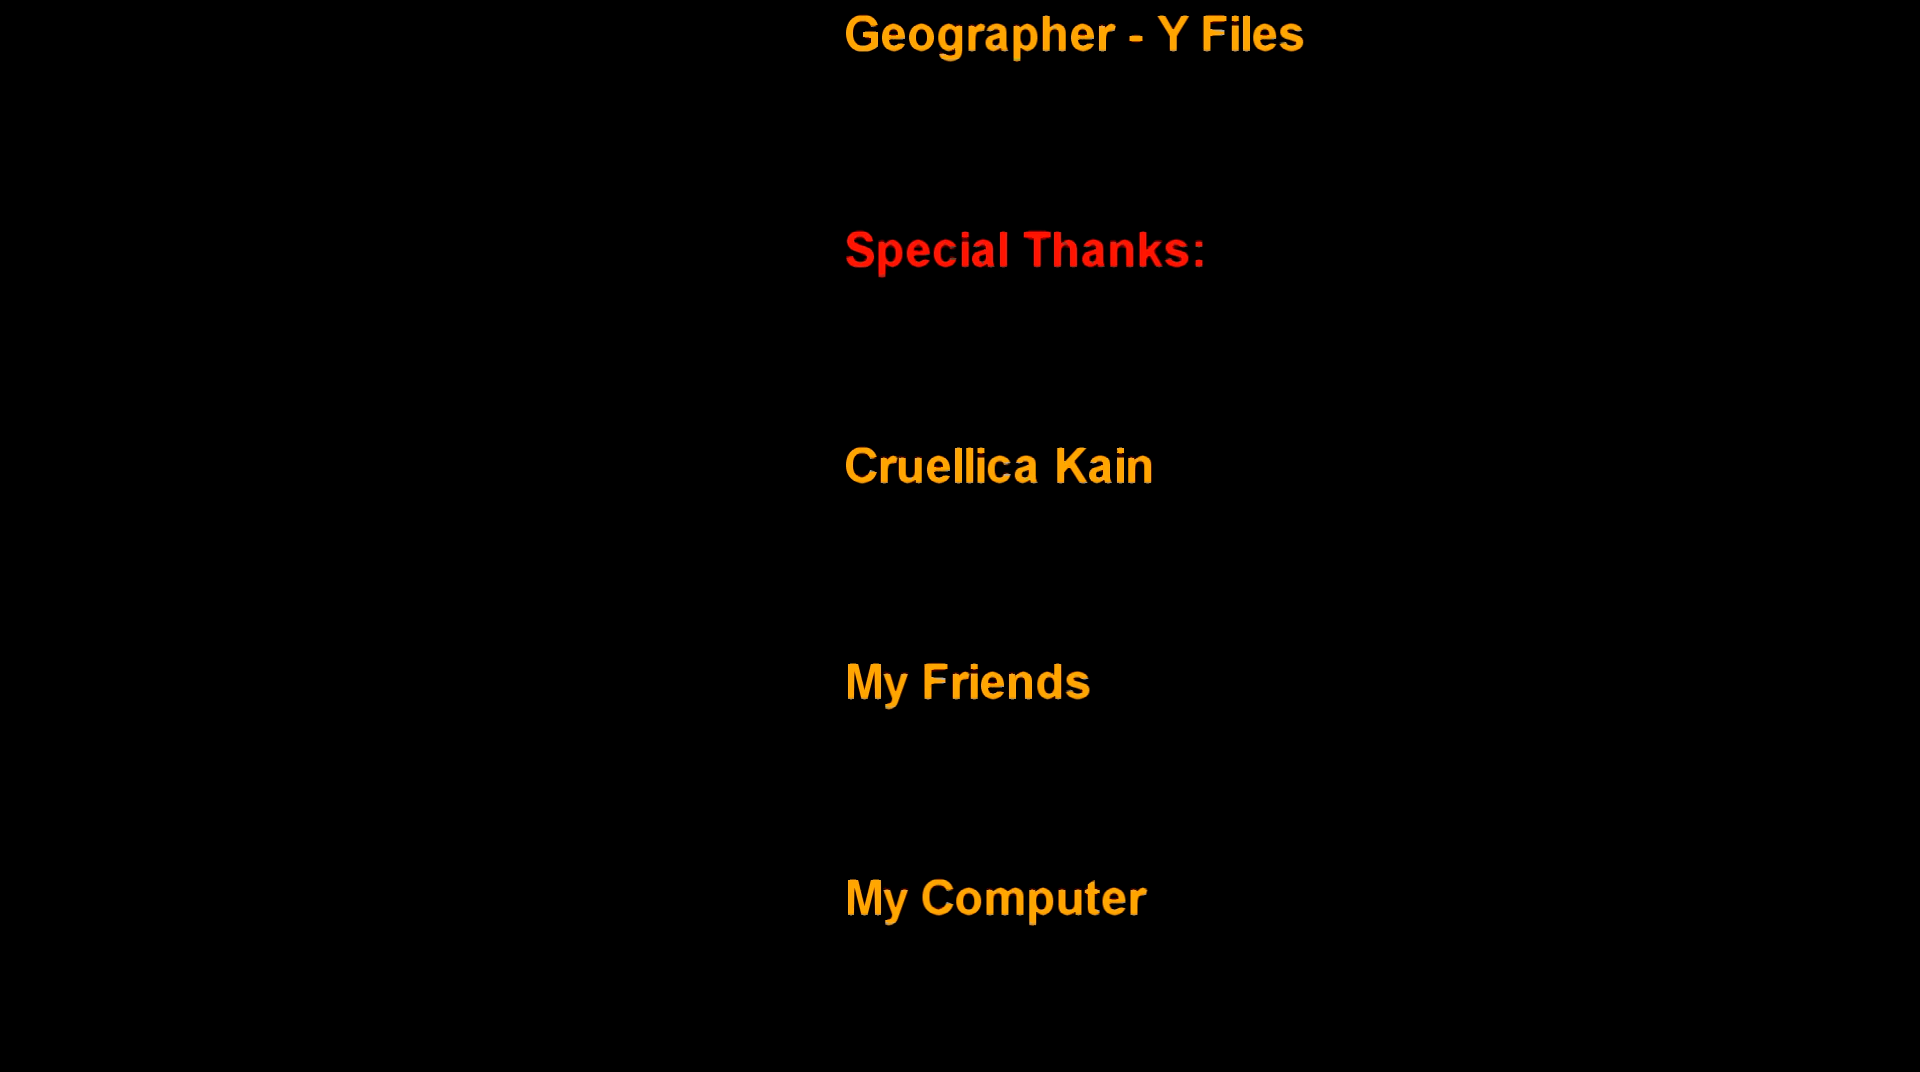 Geographer - Y Files
Special Thanks:
Cruellica Kain
My Friends
My Computer